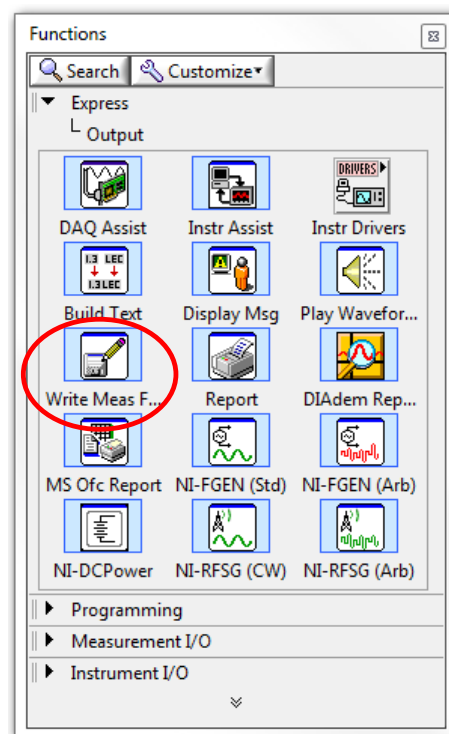 Functions
Search Customize
Express
Output
DRIVERS
DAQ Assist Instr Assist Instr Drivers
1.3 LEC
1.3LEC
Build Text Display Msg Play Wavefor...
Write Meas F... Report DIAdem Rep...
MS Ofc Report NI-FGEN (Std) NI-FGEN (Arb)
NI-DCPower NI-RFSG (CW) NI-RFSG (Arb)
Programming
Measurement I/O
Instrument I/O